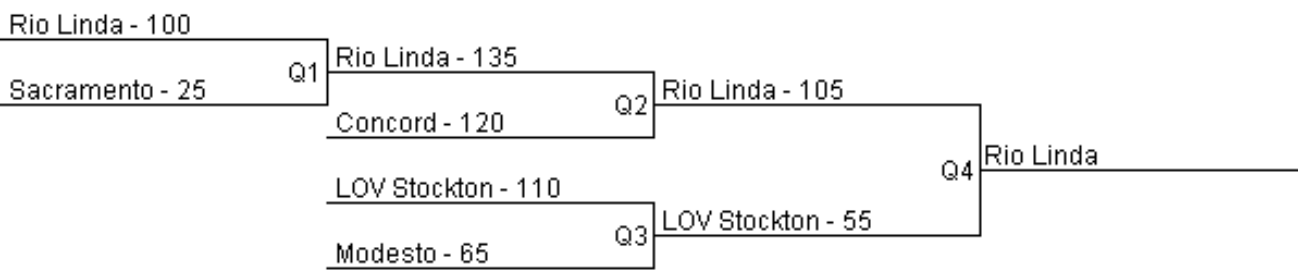 Rio Linda - 100
Sacramento - 25
Q1
Rio Linda - 135
Concord - 120
Q2
LOV Stockton - 110
Modesto - 65
Q3
Rio Linda - 105
LOV Stockton - 55
Q4
Rio Linda